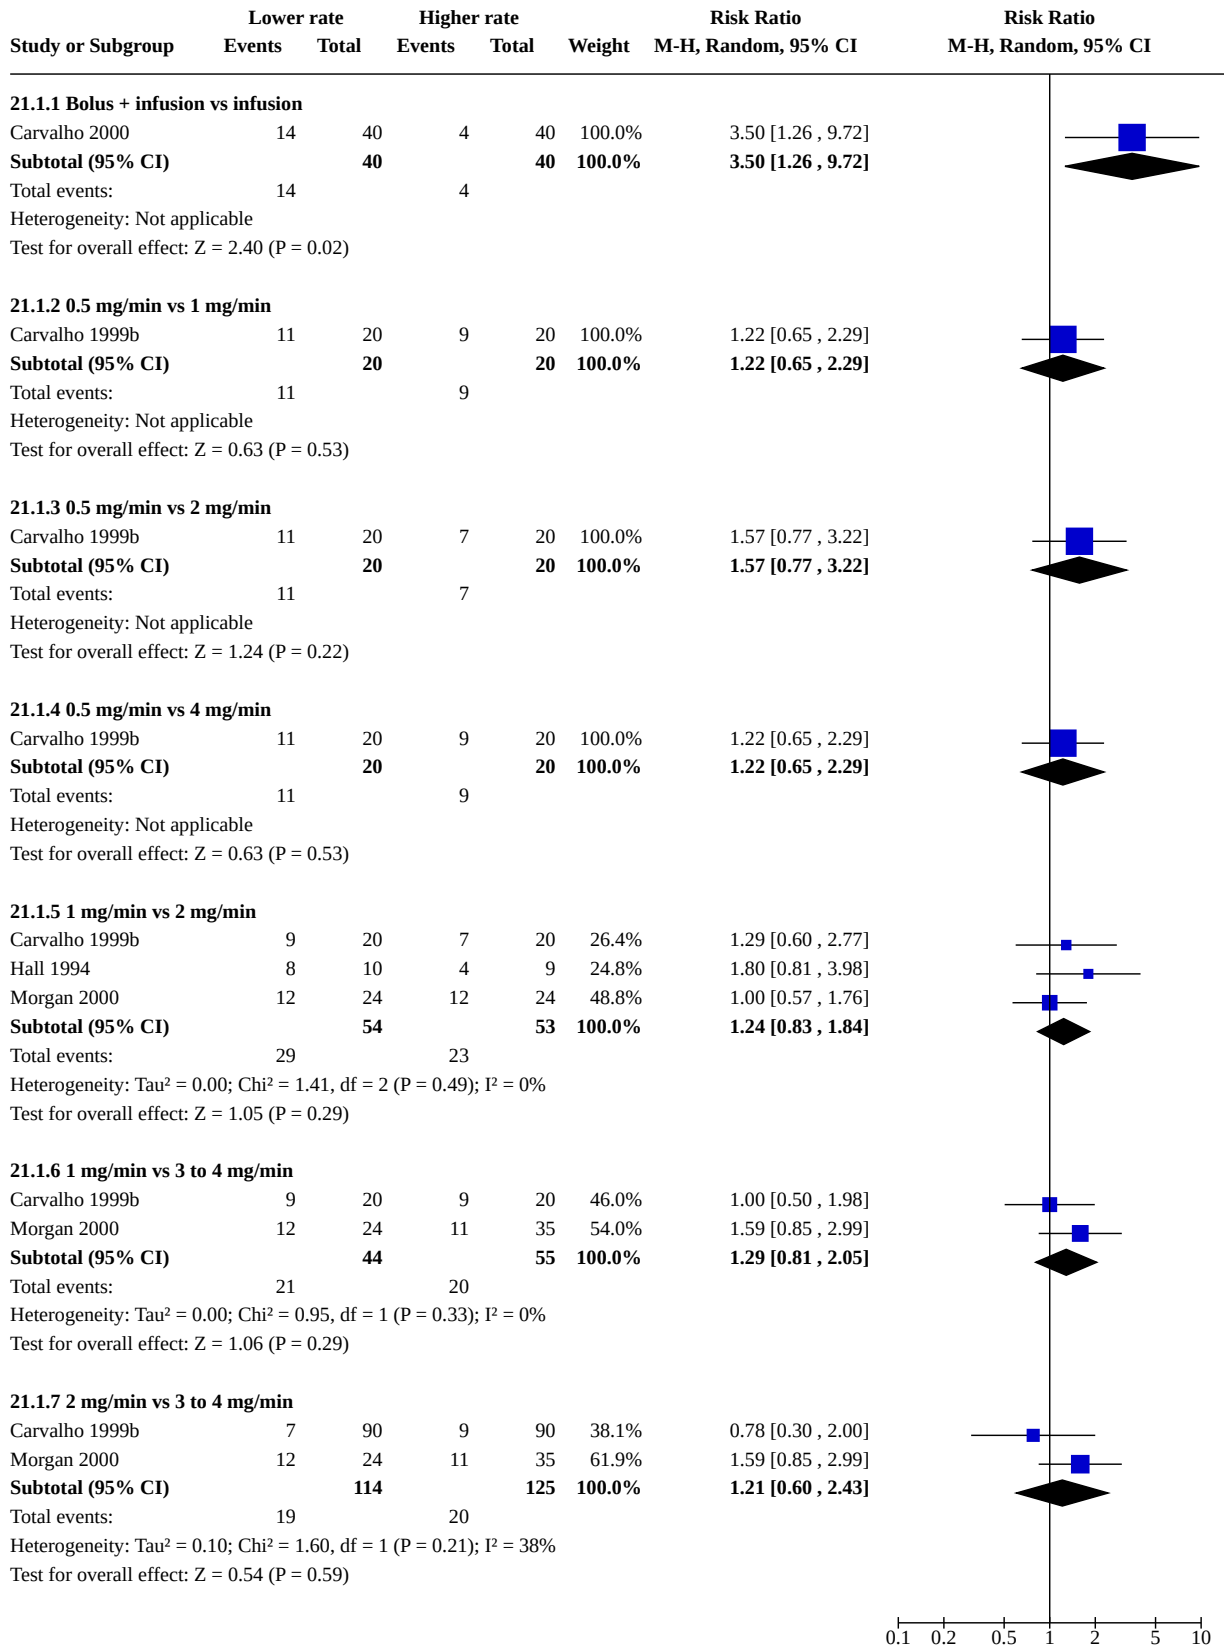 Lower rate Higher rate Risk Ratio Risk Ratio
Study or Subgroup Events Total Events Total Weight M-H, Random, 95% CI M-H, Random, 95% CI
21.1.1 Bolus + infusion vs infusion
Carvalho 2000 14 40 4 40 100.0% 3.50 [1.26 , 9.72]
Subtotal (95% CI) 40 40 100.0% 3.50 [1.26 , 9.72]
Total events: 14 4
Heterogeneity: Not applicable
Test for overall effect: Z = 2.40 (P = 0.02)
21.1.2 0.5 mg/min vs 1 mg/min
Carvalho 1999b 11 20 9 20 100.0% 1.22 [0.65 , 2.29]
Subtotal (95% CI) 20 20 100.0% 1.22 [0.65 , 2.29]
Total events: 11 9
Heterogeneity: Not applicable
Test for overall effect: Z = 0.63 (P = 0.53)
21.1.3 0.5 mg/min vs 2 mg/min
Carvalho 1999b 11 20 7 20 100.0% 1.57 [0.77 , 3.22]
Subtotal (95% CI) 20 20 100.0% 1.57 [0.77 , 3.22]
Total events: 11 7
Heterogeneity: Not applicable
Test for overall effect: Z = 1.24 (P = 0.22)
21.1.4 0.5 mg/min vs 4 mg/min
Carvalho 1999b 11 20 9 20 100.0% 1.22 [0.65 , 2.29]
Subtotal (95% CI) 20 20 100.0% 1.22 [0.65 , 2.29]
Total events: 11 9
Heterogeneity: Not applicable
Test for overall effect: Z = 0.63 (P = 0.53)
21.1.5 1 mg/min vs 2 mg/min
Carvalho 1999b 9 20 7 20 26.4% 1.29 [0.60 , 2.77]
Hall 1994 8 10 4 9 24.8% 1.80 [0.81 , 3.98]
Morgan 2000 12 24 12 24 48.8% 1.00 [0.57 , 1.76]
Subtotal (95% CI) 54 53 100.0% 1.24 [0.83 , 1.84]
Total events: 29 23
Heterogeneity: Tau² = 0.00; Chi² = 1.41, df = 2 (P = 0.49); I² = 0%
Test for overall effect: Z = 1.05 (P = 0.29)
21.1.6 1 mg/min vs 3 to 4 mg/min
Carvalho 1999b 9 20 9 20 46.0% 1.00 [0.50 , 1.98]
Morgan 2000 12 24 11 35 54.0% 1.59 [0.85 , 2.99]
Subtotal (95% CI) 44 55 100.0% 1.29 [0.81 , 2.05]
Total events: 21 20
Heterogeneity: Tau² = 0.00; Chi² = 0.95, df = 1 (P = 0.33); I² = 0%
Test for overall effect: Z = 1.06 (P = 0.29)
21.1.7 2 mg/min vs 3 to 4 mg/min
Carvalho 1999b 7 90 9 90 38.1% 0.78 [0.30 , 2.00]
Morgan 2000 12 24 11 35 61.9% 1.59 [0.85 , 2.99]
Subtotal (95% CI) 114 125 100.0% 1.21 [0.60 , 2.43]
Total events: 19 20
Heterogeneity: Tau² = 0.10; Chi² = 1.60, df = 1 (P = 0.21); I² = 38%
Test for overall effect: Z = 0.54 (P = 0.59)
0.1 0.2 0.5 1 2 5 10